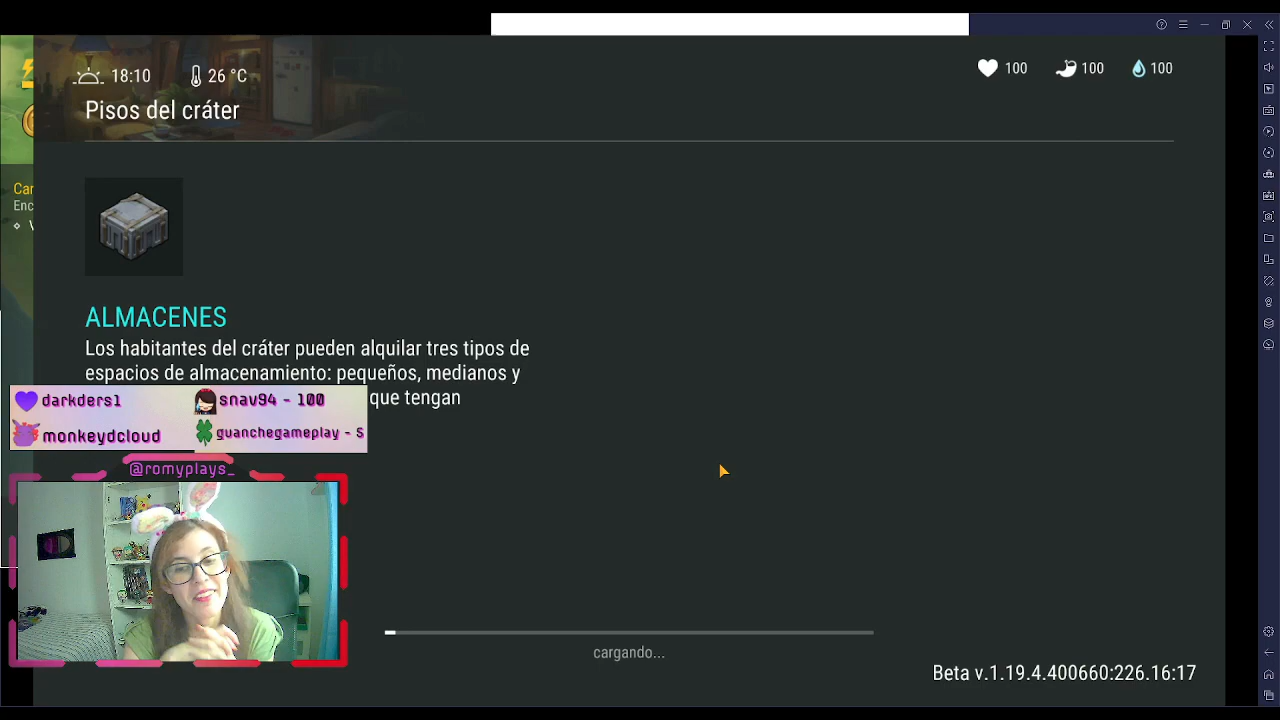 18:10 26 °C
100 100 100
Pisos del cráter
Car
Enc
V
ALMACENES
Los habitantes del cráter pueden alquilar tres tipos de
espacios de almacenamiento: pequeños, medianos y
que tengan
darkders1 snav94 - 100
monkeydcloud guanchegameplay - S
@romyplays_
cargando...
Beta v.1.19.4.400660:226.16:17